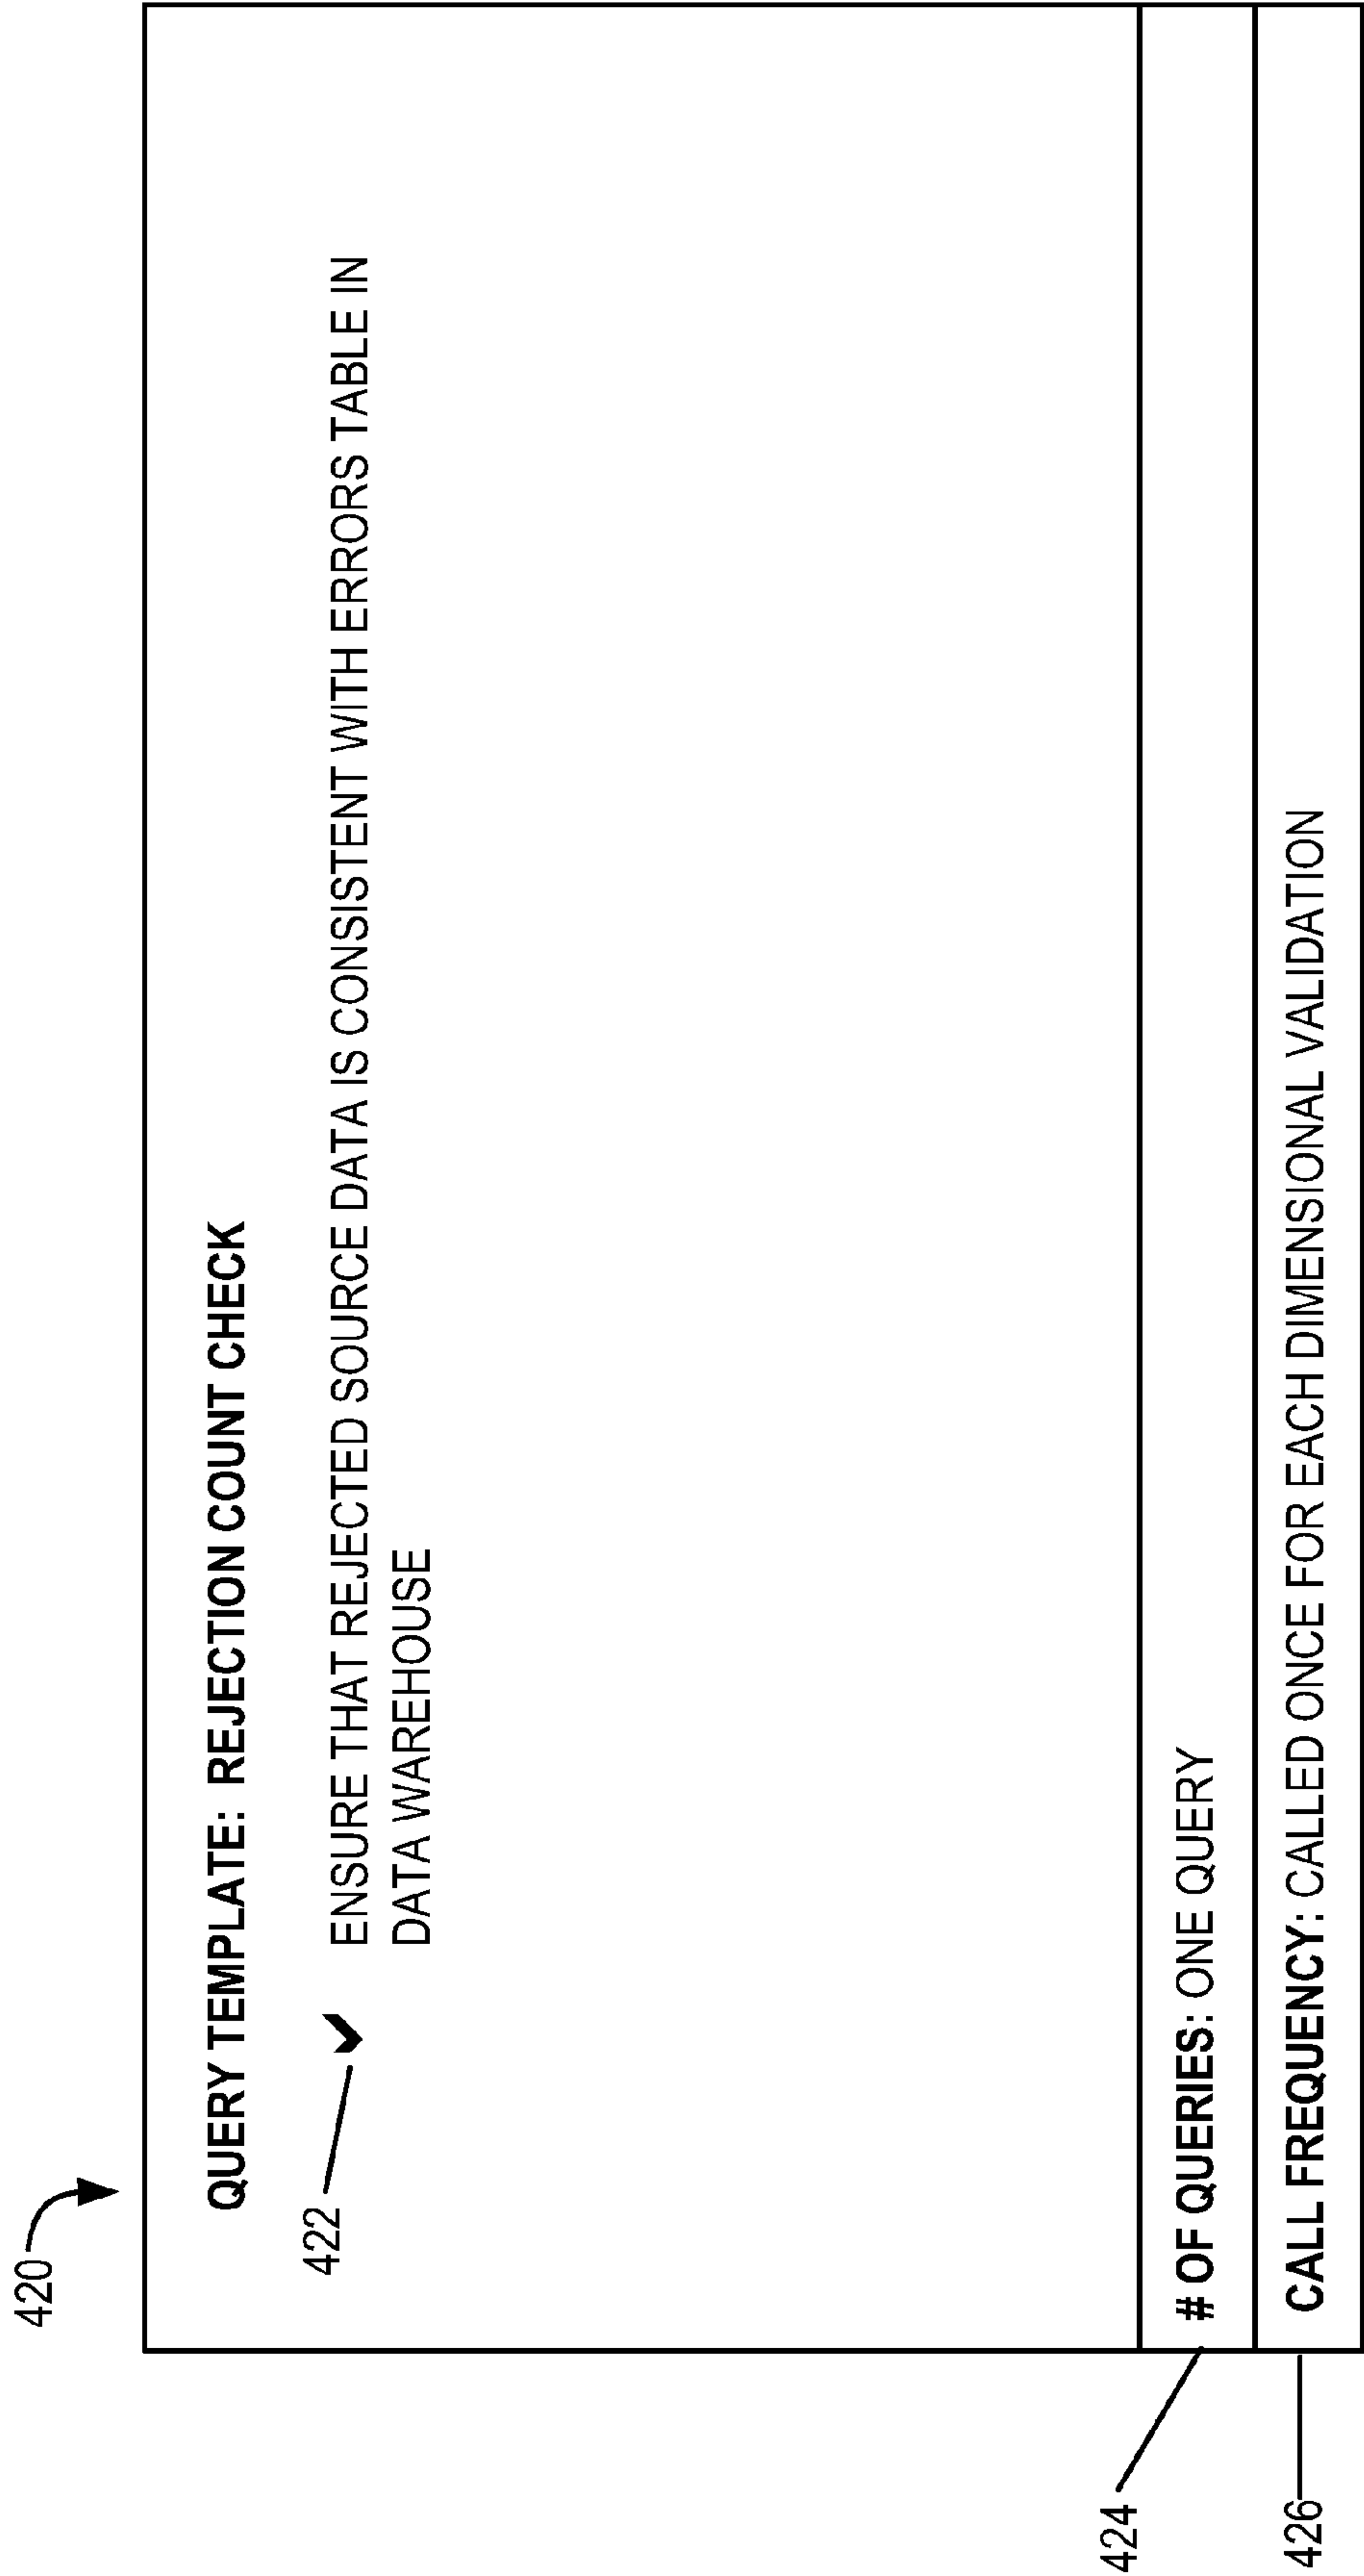 420
QUERY TEMPLATE: REJECTION COUNT CHECK
422
ENSURE THAT REJECTED SOURCE DATA IS CONSISTENT WITH ERRORS TABLE IN
DATA WAREHOUSE
424
# OF QUERIES: ONE QUERY
426
CALL FREQUENCY: CALLED ONCE FOR EACH DIMENSIONAL VALIDATION